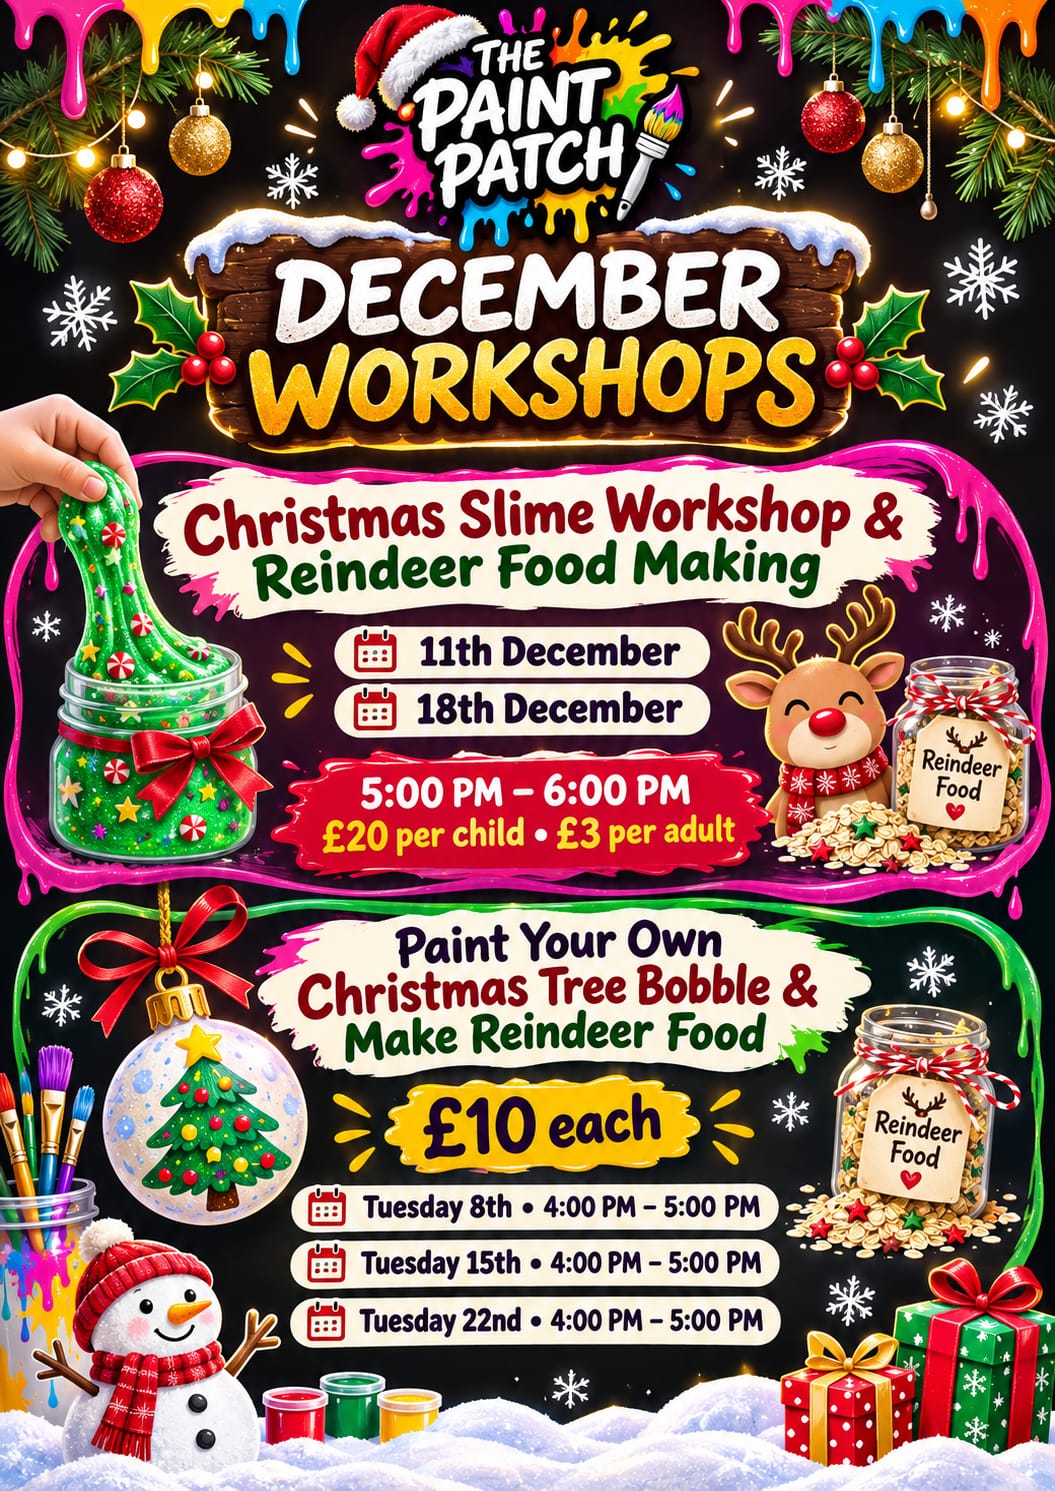 THE
PAINT
PATCH
DECEMBER
WORKSHOPS
Christmas Slime Workshop &
Reindeer Food Making
11th December
18th December
5:00 PM – 6:00 PM
£20 per child • £3 per adult
Reindeer
Food
Paint Your Own
Christmas Tree Bobble &
Make Reindeer Food
£10 each
Reindeer
Food
Tuesday 8th • 4:00 PM – 5:00 PM
Tuesday 15th • 4:00 PM – 5:00 PM
Tuesday 22nd • 4:00 PM – 5:00 PM